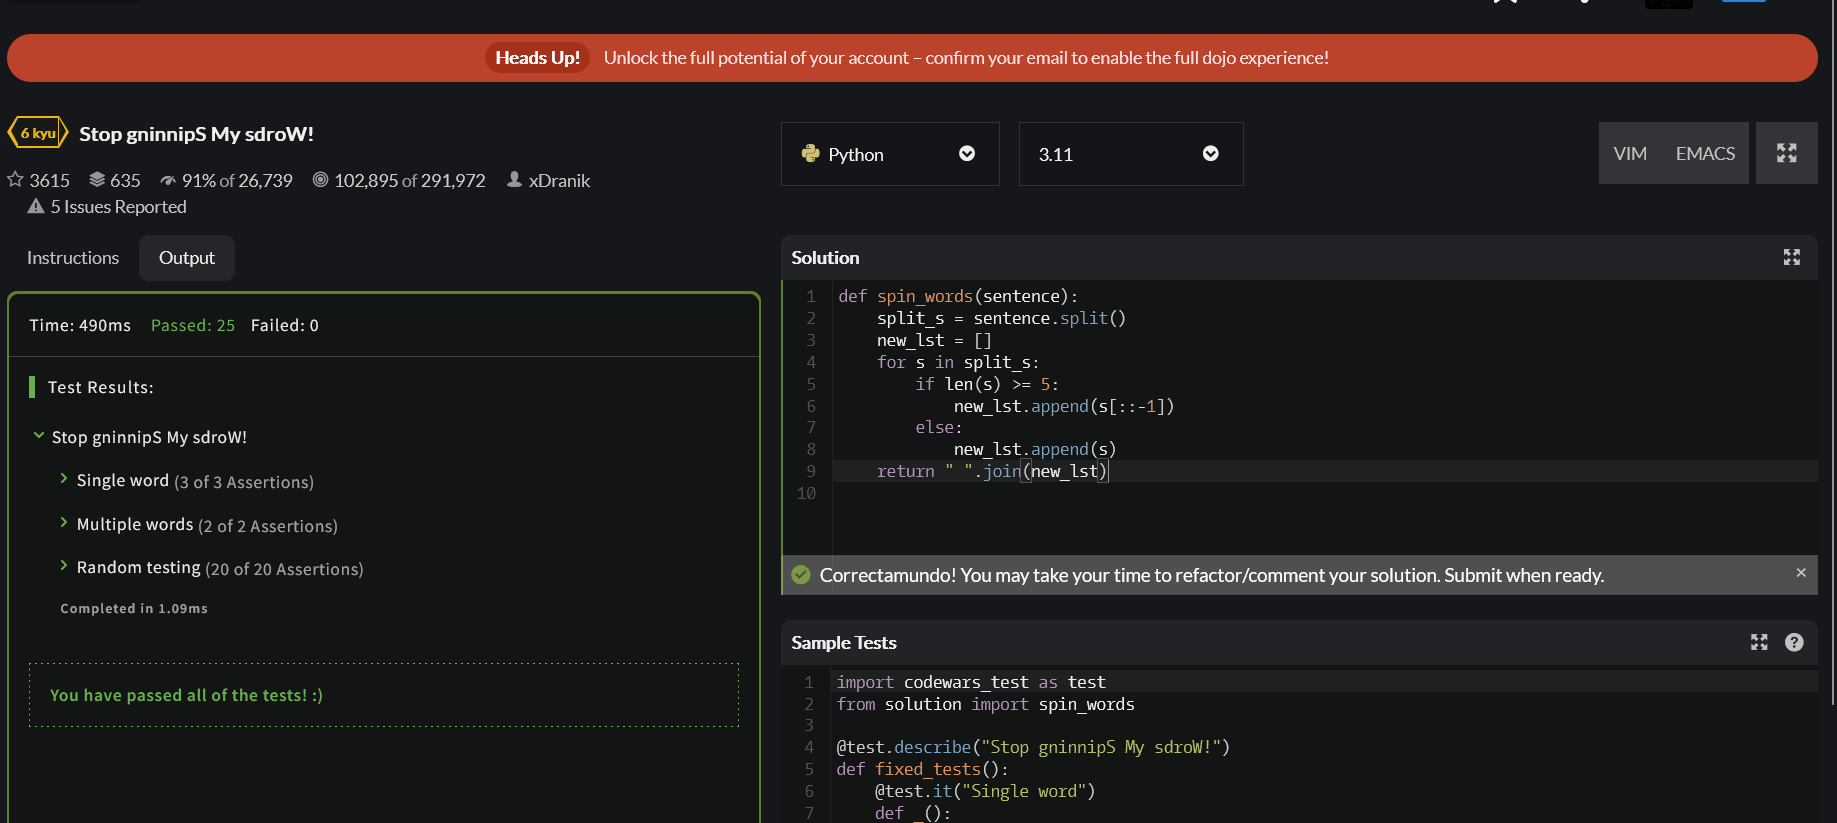 Heads Up! Unlock the full potential of your account – confirm your email to enable the full dojo experience!
6 kyu Stop gninnipS My sdroW!
3615 635 91% of 26,739 102,895 of 291,972 xDranik
5 Issues Reported
Python 3.11 VIM EMACS
Instructions Output
Time: 490ms Passed: 25 Failed: 0
Test Results:
Stop gninnipS My sdroW!
Single word (3 of 3 Assertions)
Multiple words (2 of 2 Assertions)
Random testing (20 of 20 Assertions)
Completed in 1.09ms
You have passed all of the tests! :)
Solution
1 def spin_words(sentence):
2     split_s = sentence.split()
3     new_lst = []
4     for s in split_s:
5         if len(s) >= 5:
6             new_lst.append(s[::-1])
7         else:
8             new_lst.append(s)
9     return " ".join(new_lst)
10
Correctamundo! You may take your time to refactor/comment your solution. Submit when ready. ×
Sample Tests ?
1 import codewars_test as test
2 from solution import spin_words
3
4 @test.describe("Stop gninnipS My sdroW!")
5 def fixed_tests():
6     @test.it("Single word")
7     def _():